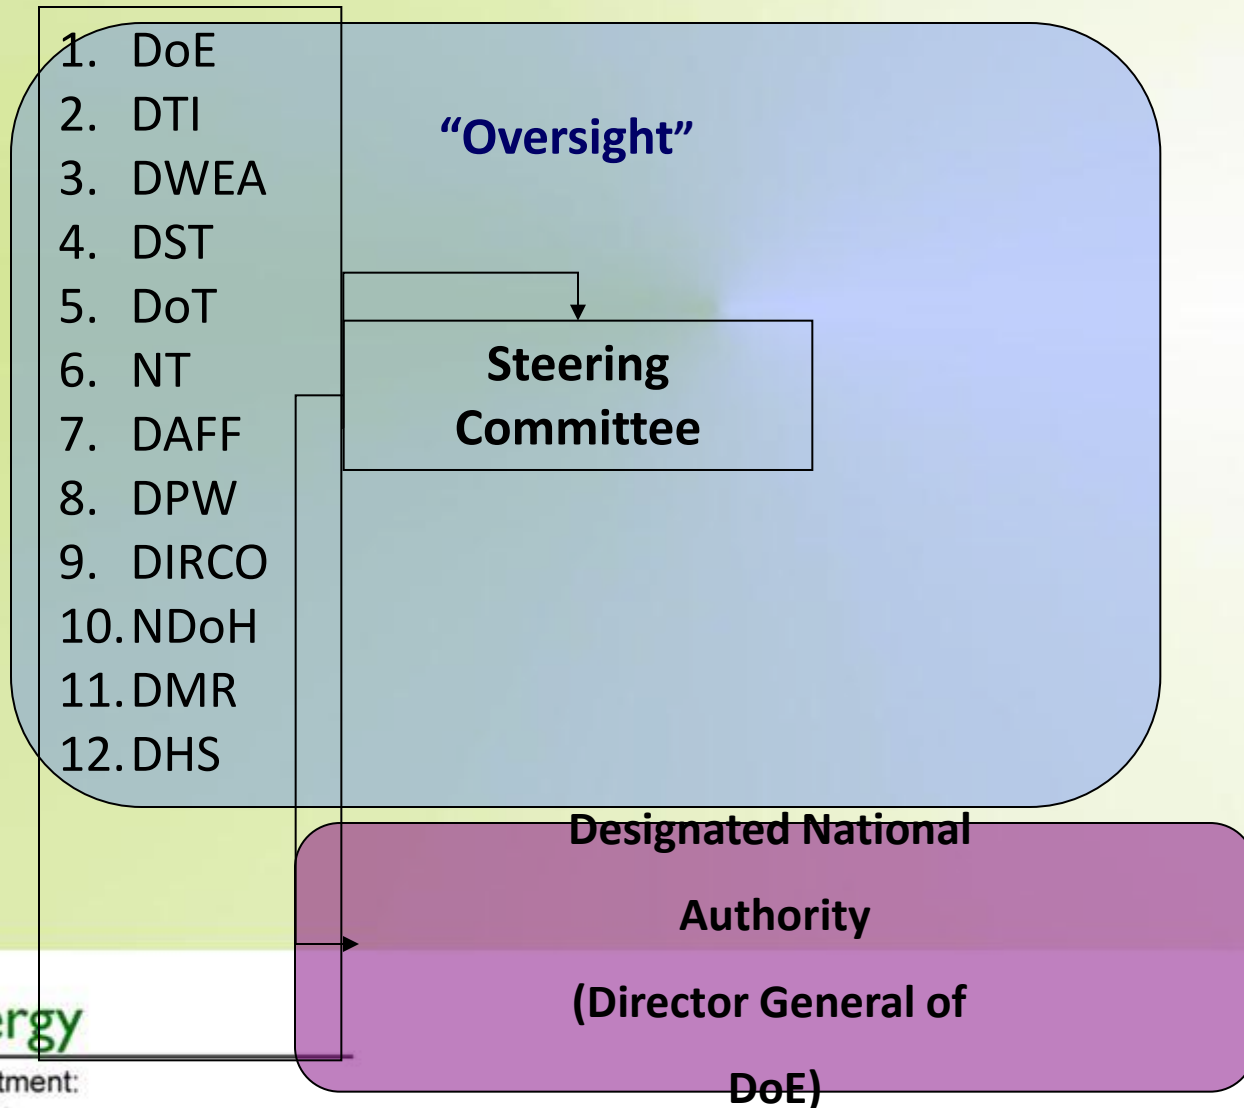 1. DoE
2. DTI
3. DWEA
4. DST
5. DoT
6. NT
7. DAFF
8. DPW
9. DIRCO
10. NDoH
11. DMR
12. DHS
“Oversight”
Steering
Committee
Designated National
Authority
(Director General of
DoE)
ergy
tment: